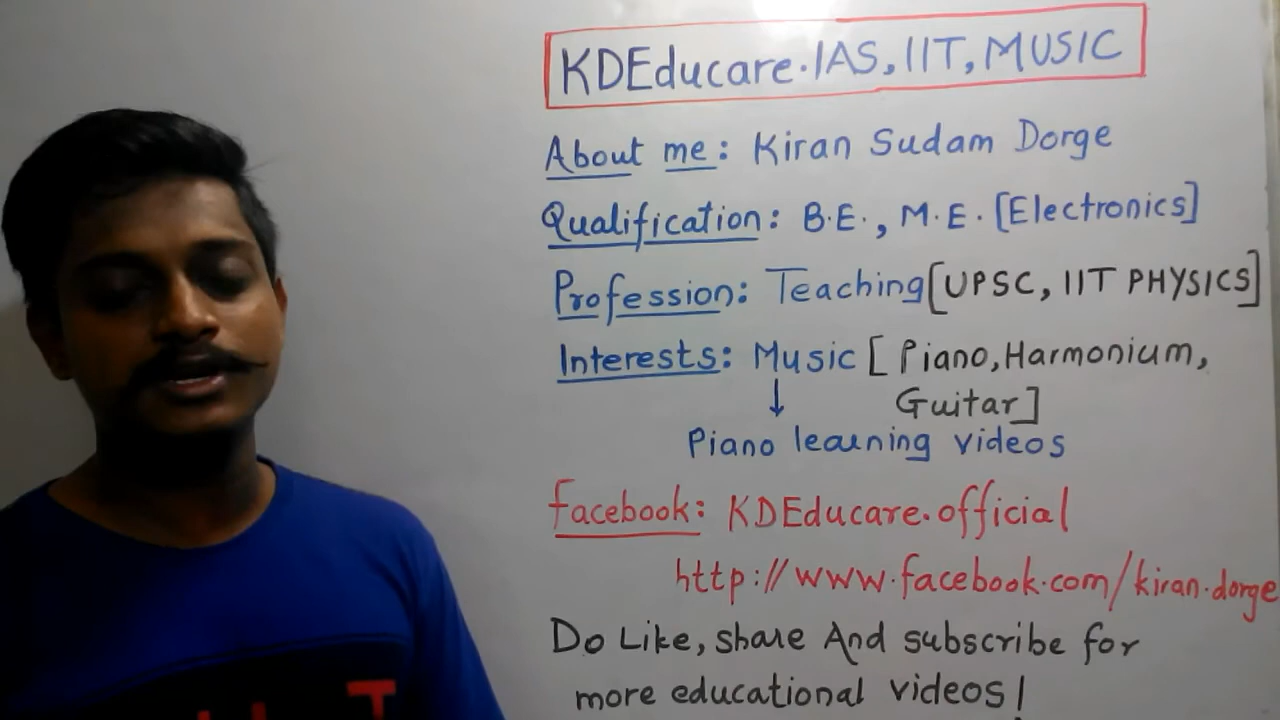 KDEducare.IAS, IIT, MUSIC
About me: Kiran Sudam Dorge
Qualification: B.E., M.E. [Electronics]
Profession: Teaching [UPSC, IIT PHYSICS]
Interests: Music [Piano, Harmonium,
Guitar]
↓
Piano learning videos
facebook: KDEducare.official
http://www.facebook.com/kiran.dorge
Do Like, share And subscribe for
more educational videos!